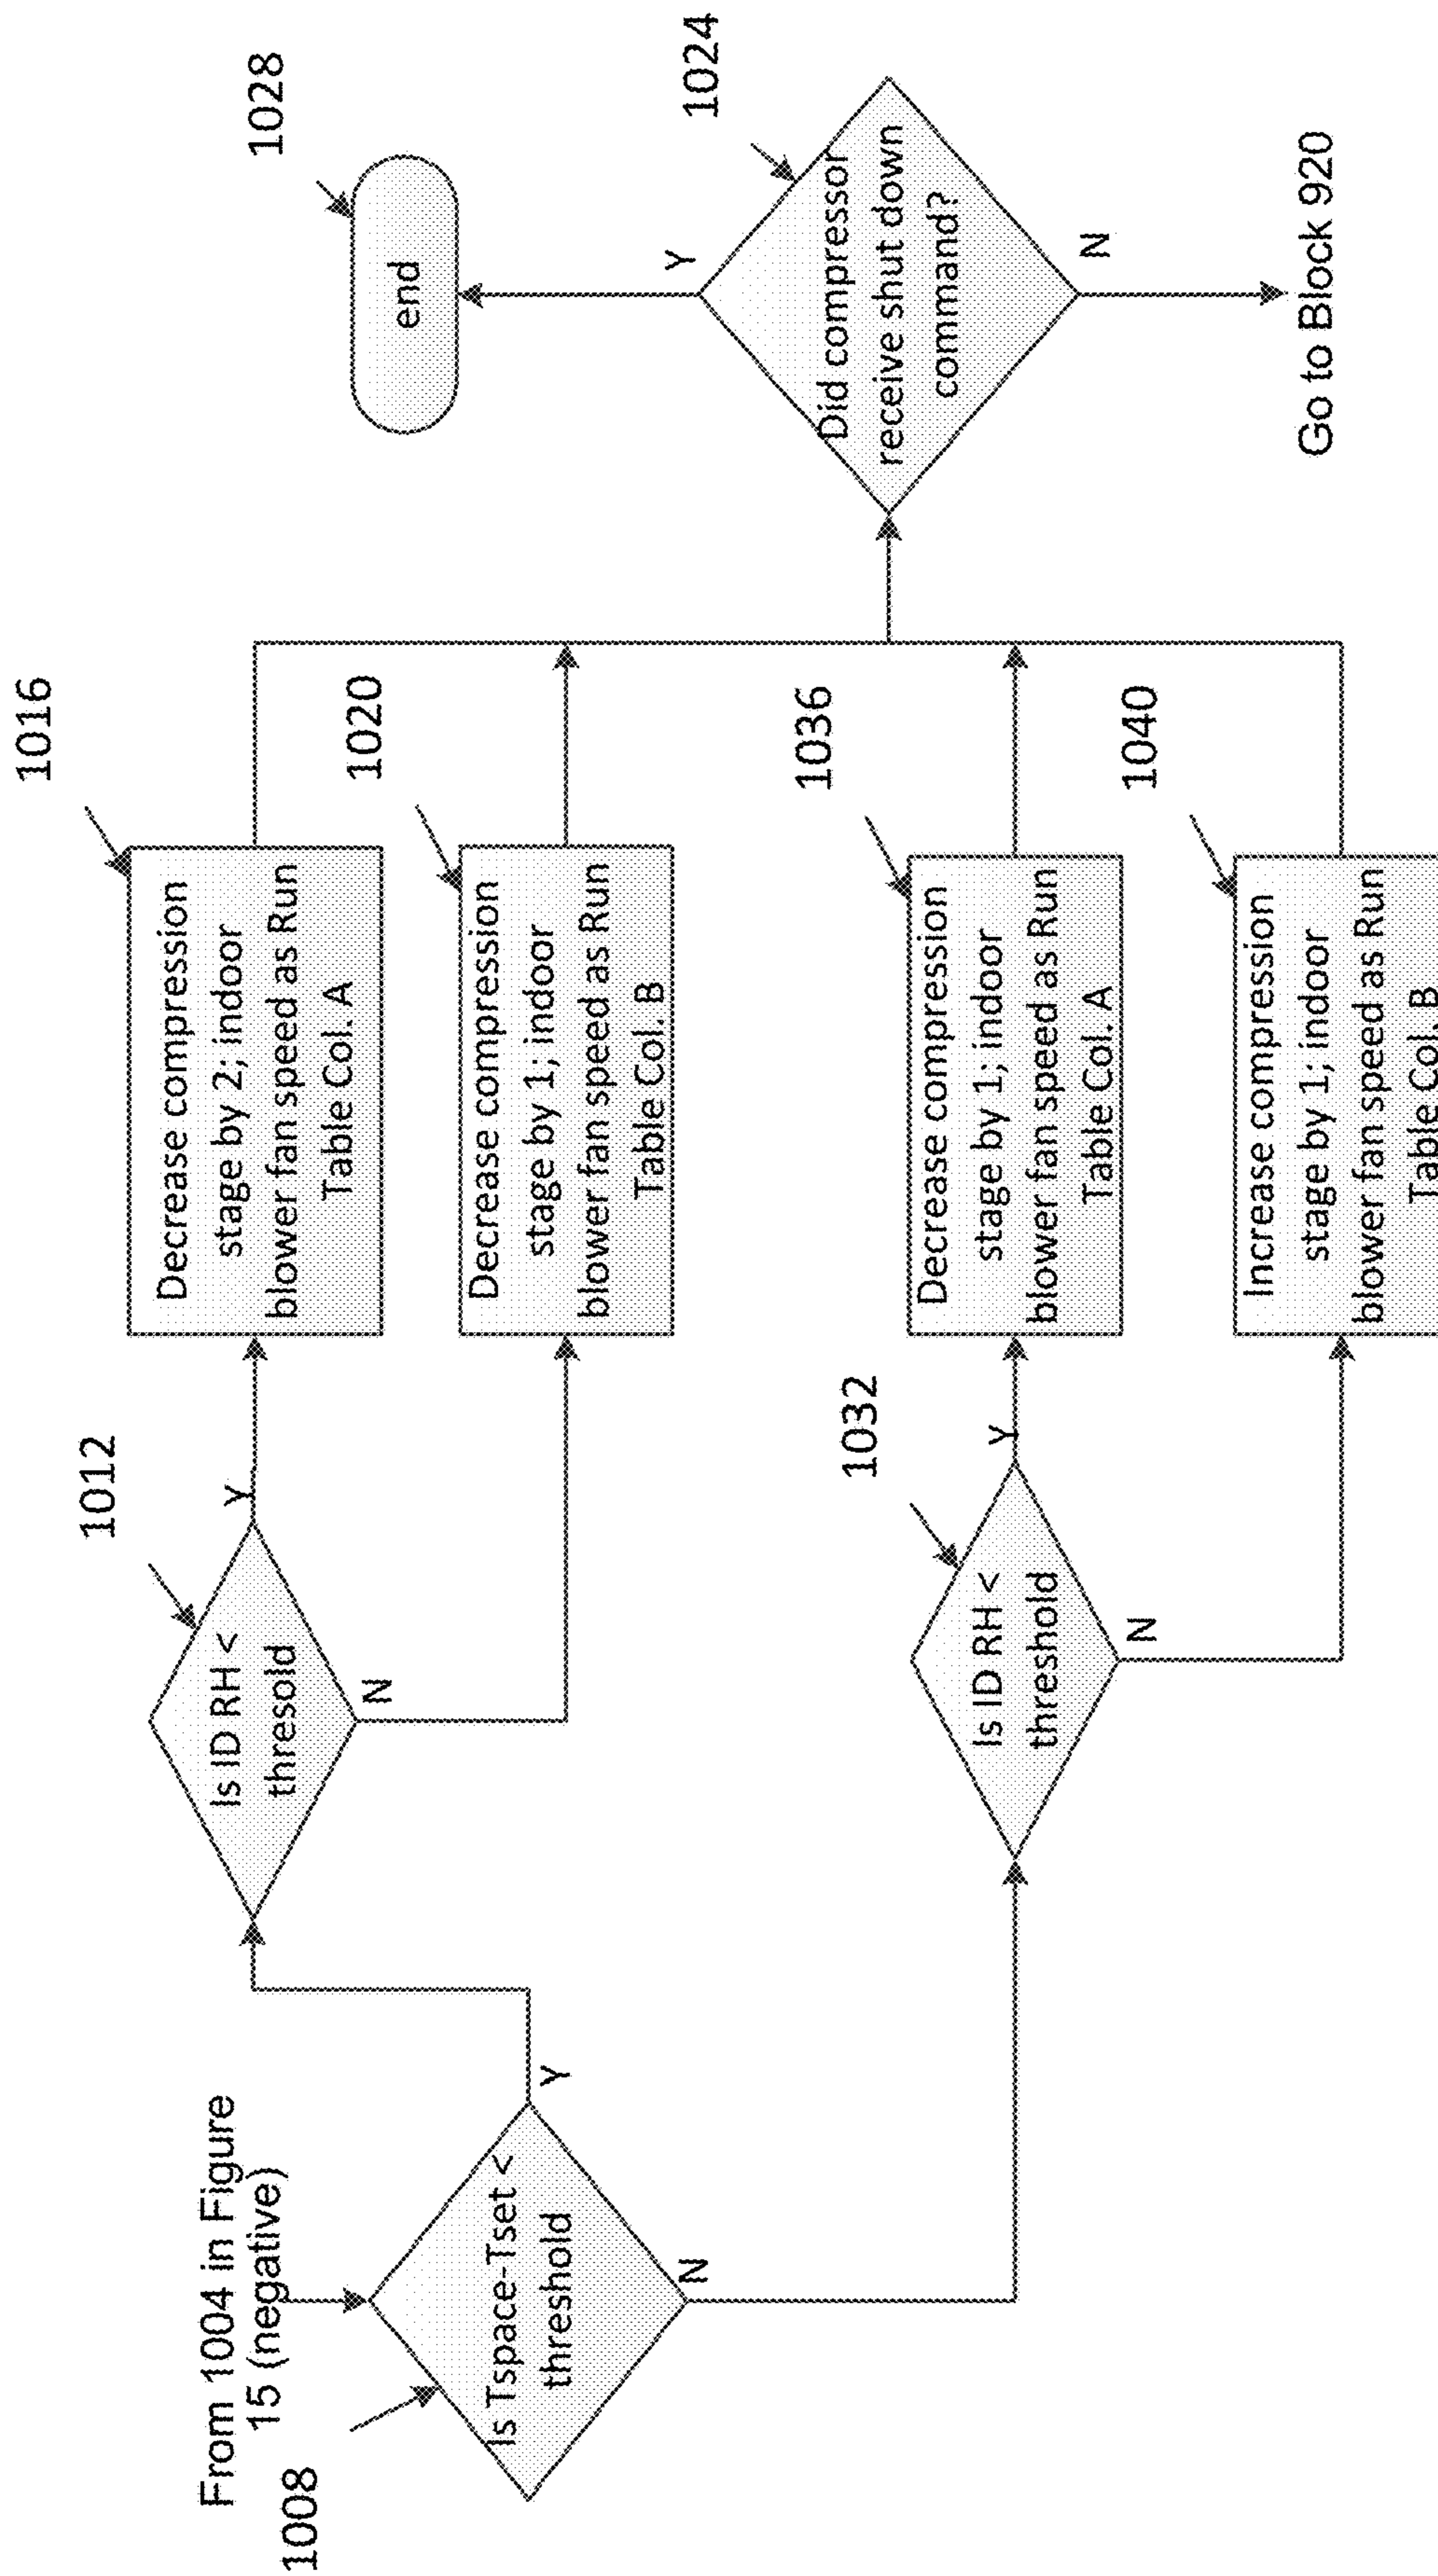 From 1004 in Figure
15 (negative)
1008
Is Tspace-Tset <
threshold
Y
N
1012
Is ID RH <
thresold
Y
N
1032
Is ID RH <
threshold
Y
N
1016
Decrease compression
stage by 2; indoor
blower fan speed as Run
Table Col. A
1020
Decrease compression
stage by 1; indoor
blower fan speed as Run
Table Col. B
1036
Decrease compression
stage by 1; indoor
blower fan speed as Run
Table Col. A
1040
Increase compression
stage by 1; indoor
blower fan speed as Run
Table Col. B
1028
end
1024
Did compressor
receive shut down
command?
Y
N
Go to Block 920